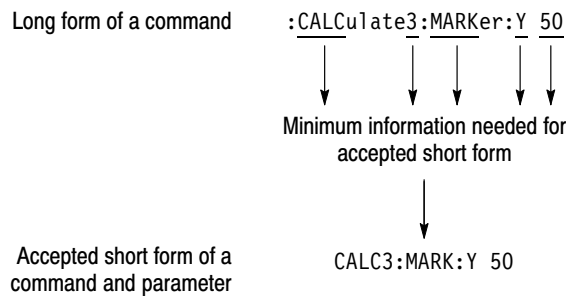 Long form of a command :CALCulate3:MARKer:Y 50
Minimum information needed for
accepted short form
Accepted short form of a
command and parameter
CALC3:MARK:Y 50